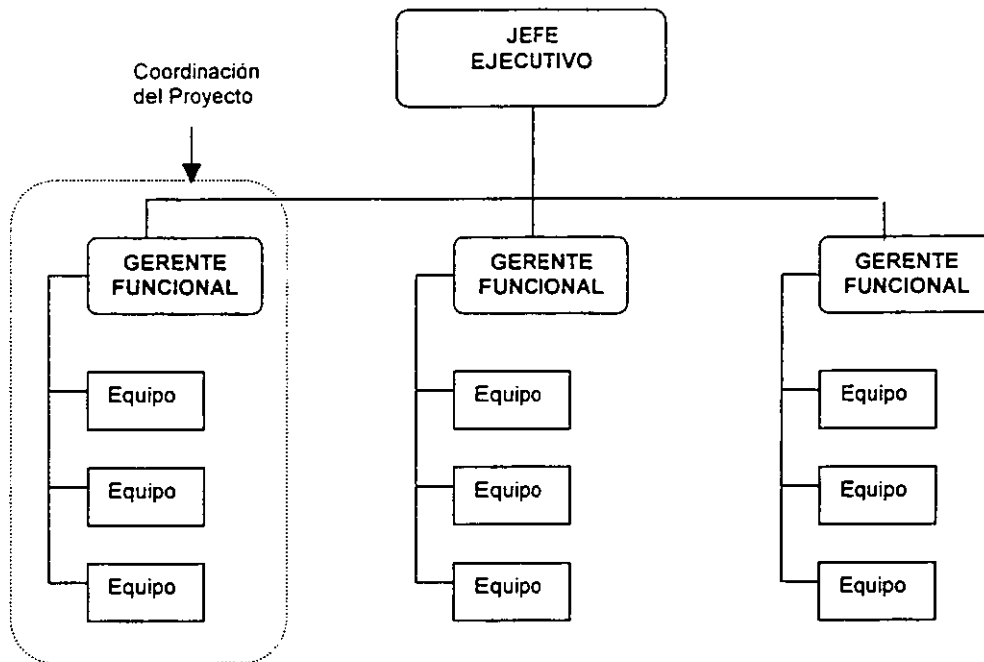 JEFE
EJECUTIVO
Coordinación
del Proyecto
GERENTE
FUNCIONAL
GERENTE
FUNCIONAL
GERENTE
FUNCIONAL
Equipo
Equipo
Equipo
Equipo
Equipo
Equipo
Equipo
Equipo
Equipo